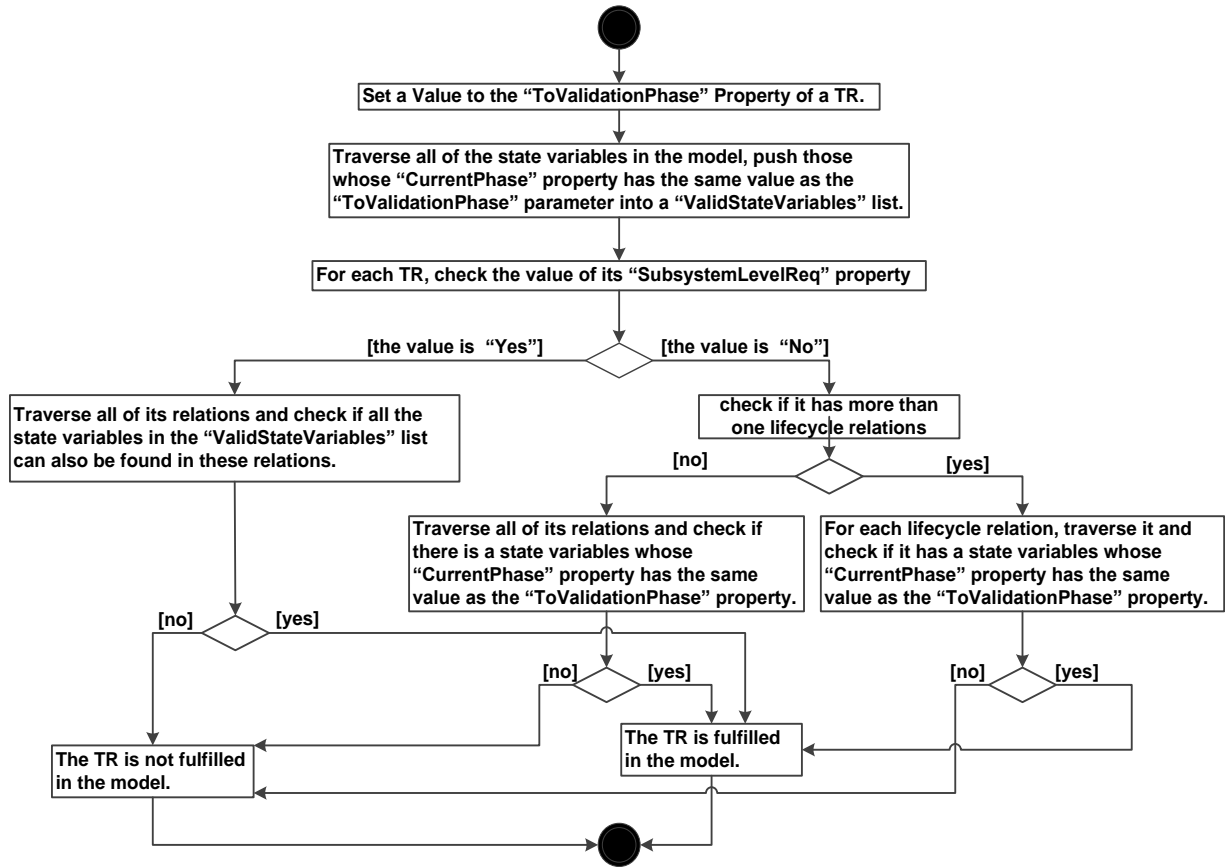 Set a Value to the “ToValidationPhase” Property of a TR.
Traverse all of the state variables in the model, push those
whose “CurrentPhase” property has the same value as the
“ToValidationPhase” parameter into a “ValidStateVariables” list.
For each TR, check the value of its “SubsystemLevelReq” property
[the value is “Yes”]
[the value is “No”]
Traverse all of its relations and check if all the
state variables in the “ValidStateVariables” list
can also be found in these relations.
check if it has more than
one lifecycle relations
[no]
[yes]
Traverse all of its relations and check if
there is a state variables whose
“CurrentPhase” property has the same
value as the “ToValidationPhase” property.
For each lifecycle relation, traverse it and
check if it has a state variables whose
“CurrentPhase” property has the same
value as the “ToValidationPhase” property.
[no]
[yes]
[no]
[yes]
[no]
[yes]
The TR is not fulfilled
in the model.
The TR is fulfilled
in the model.